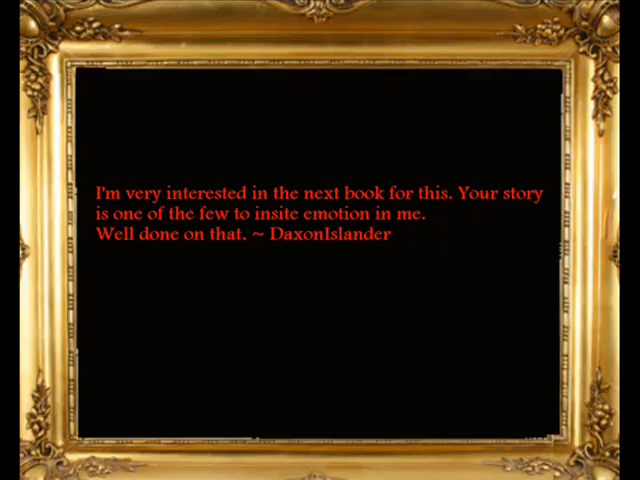 I'm very interested in the next book for this. Your story
is one of the few to insite emotion in me.
Well done on that. ~ DaxonIslander